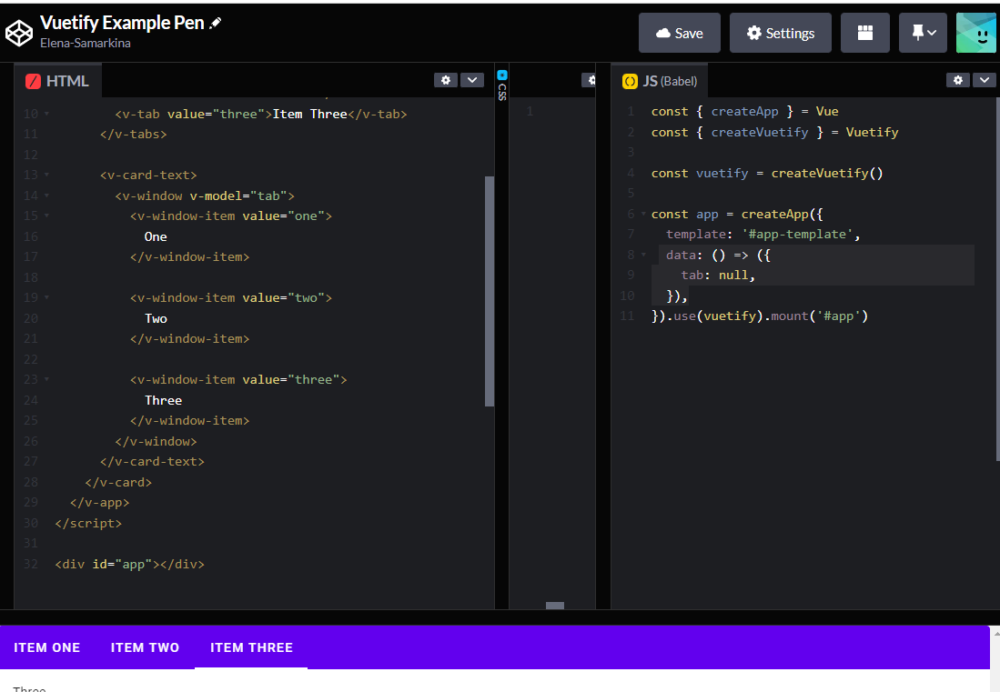 Vuetify Example Pen
Elena-Samarkina
Save
Settings
HTML
10 <v-tab value="three">Item Three</v-tab>
11 </v-tabs>
12
13 <v-card-text>
14 <v-window v-model="tab">
15 <v-window-item value="one">
16 One
17 </v-window-item>
18
19 <v-window-item value="two">
20 Two
21 </v-window-item>
22
23 <v-window-item value="three">
24 Three
25 </v-window-item>
26 </v-window>
27 </v-card-text>
28 </v-card>
29 </v-app>
30 </script>
31
32 <div id="app"></div>
CSS
1
JS (Babel)
1 const { createApp } = Vue
2 const { createVuetify } = Vuetify
3
4 const vuetify = createVuetify()
5
6 const app = createApp({
7 template: '#app-template',
8 data: () => ({
9 tab: null,
10 }),
11 }).use(vuetify).mount('#app')
ITEM ONE
ITEM TWO
ITEM THREE
Three